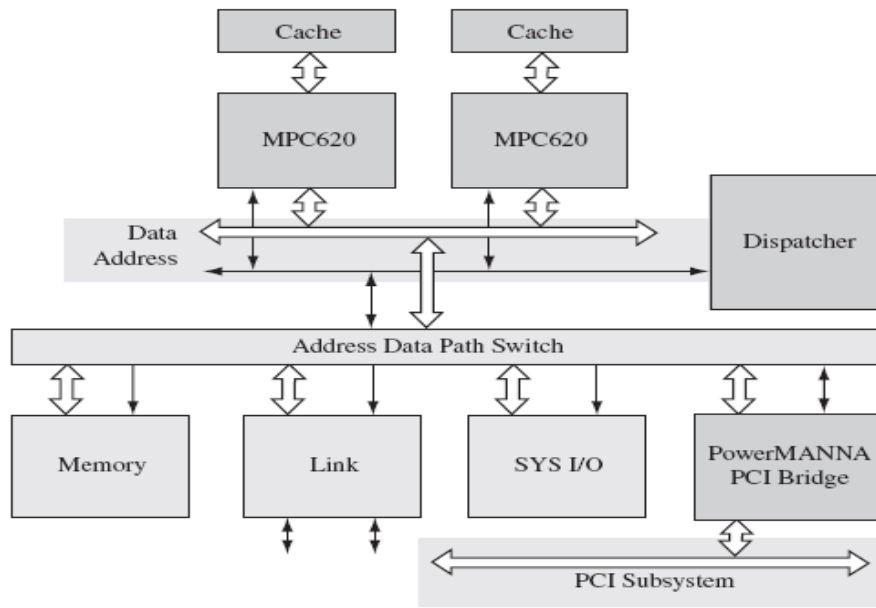 Cache
Cache
MPC620
MPC620
Data
Address
Dispatcher
Address Data Path Switch
Memory
Link
SYS I/O
PowerMANNA
PCI Bridge
PCI Subsystem